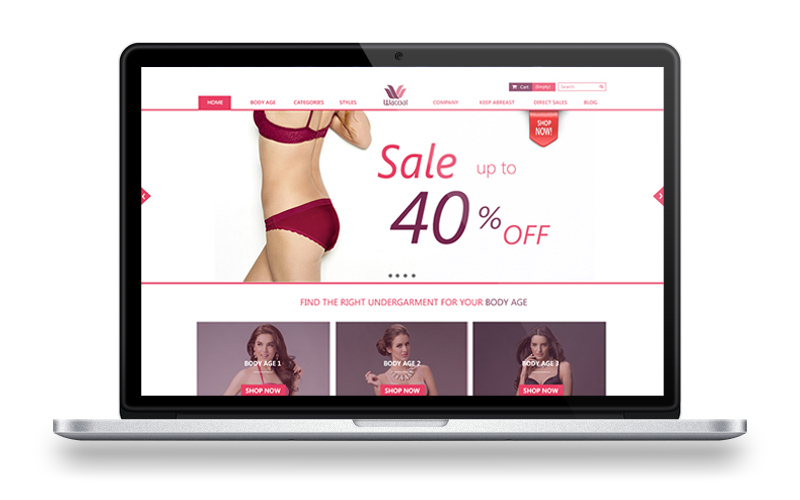 Cart (Empty) Search
HOME BODY AGE CATEGORIES STYLES Wacoal COMPANY KEEP ABREAST DIRECT SALES BLOG
SHOP
NOW!
Sale up to
40% OFF
FIND THE RIGHT UNDERGARMENT FOR YOUR BODY AGE
BODY AGE 1 BODY AGE 2 BODY AGE 3
SHOP NOW SHOP NOW SHOP NOW